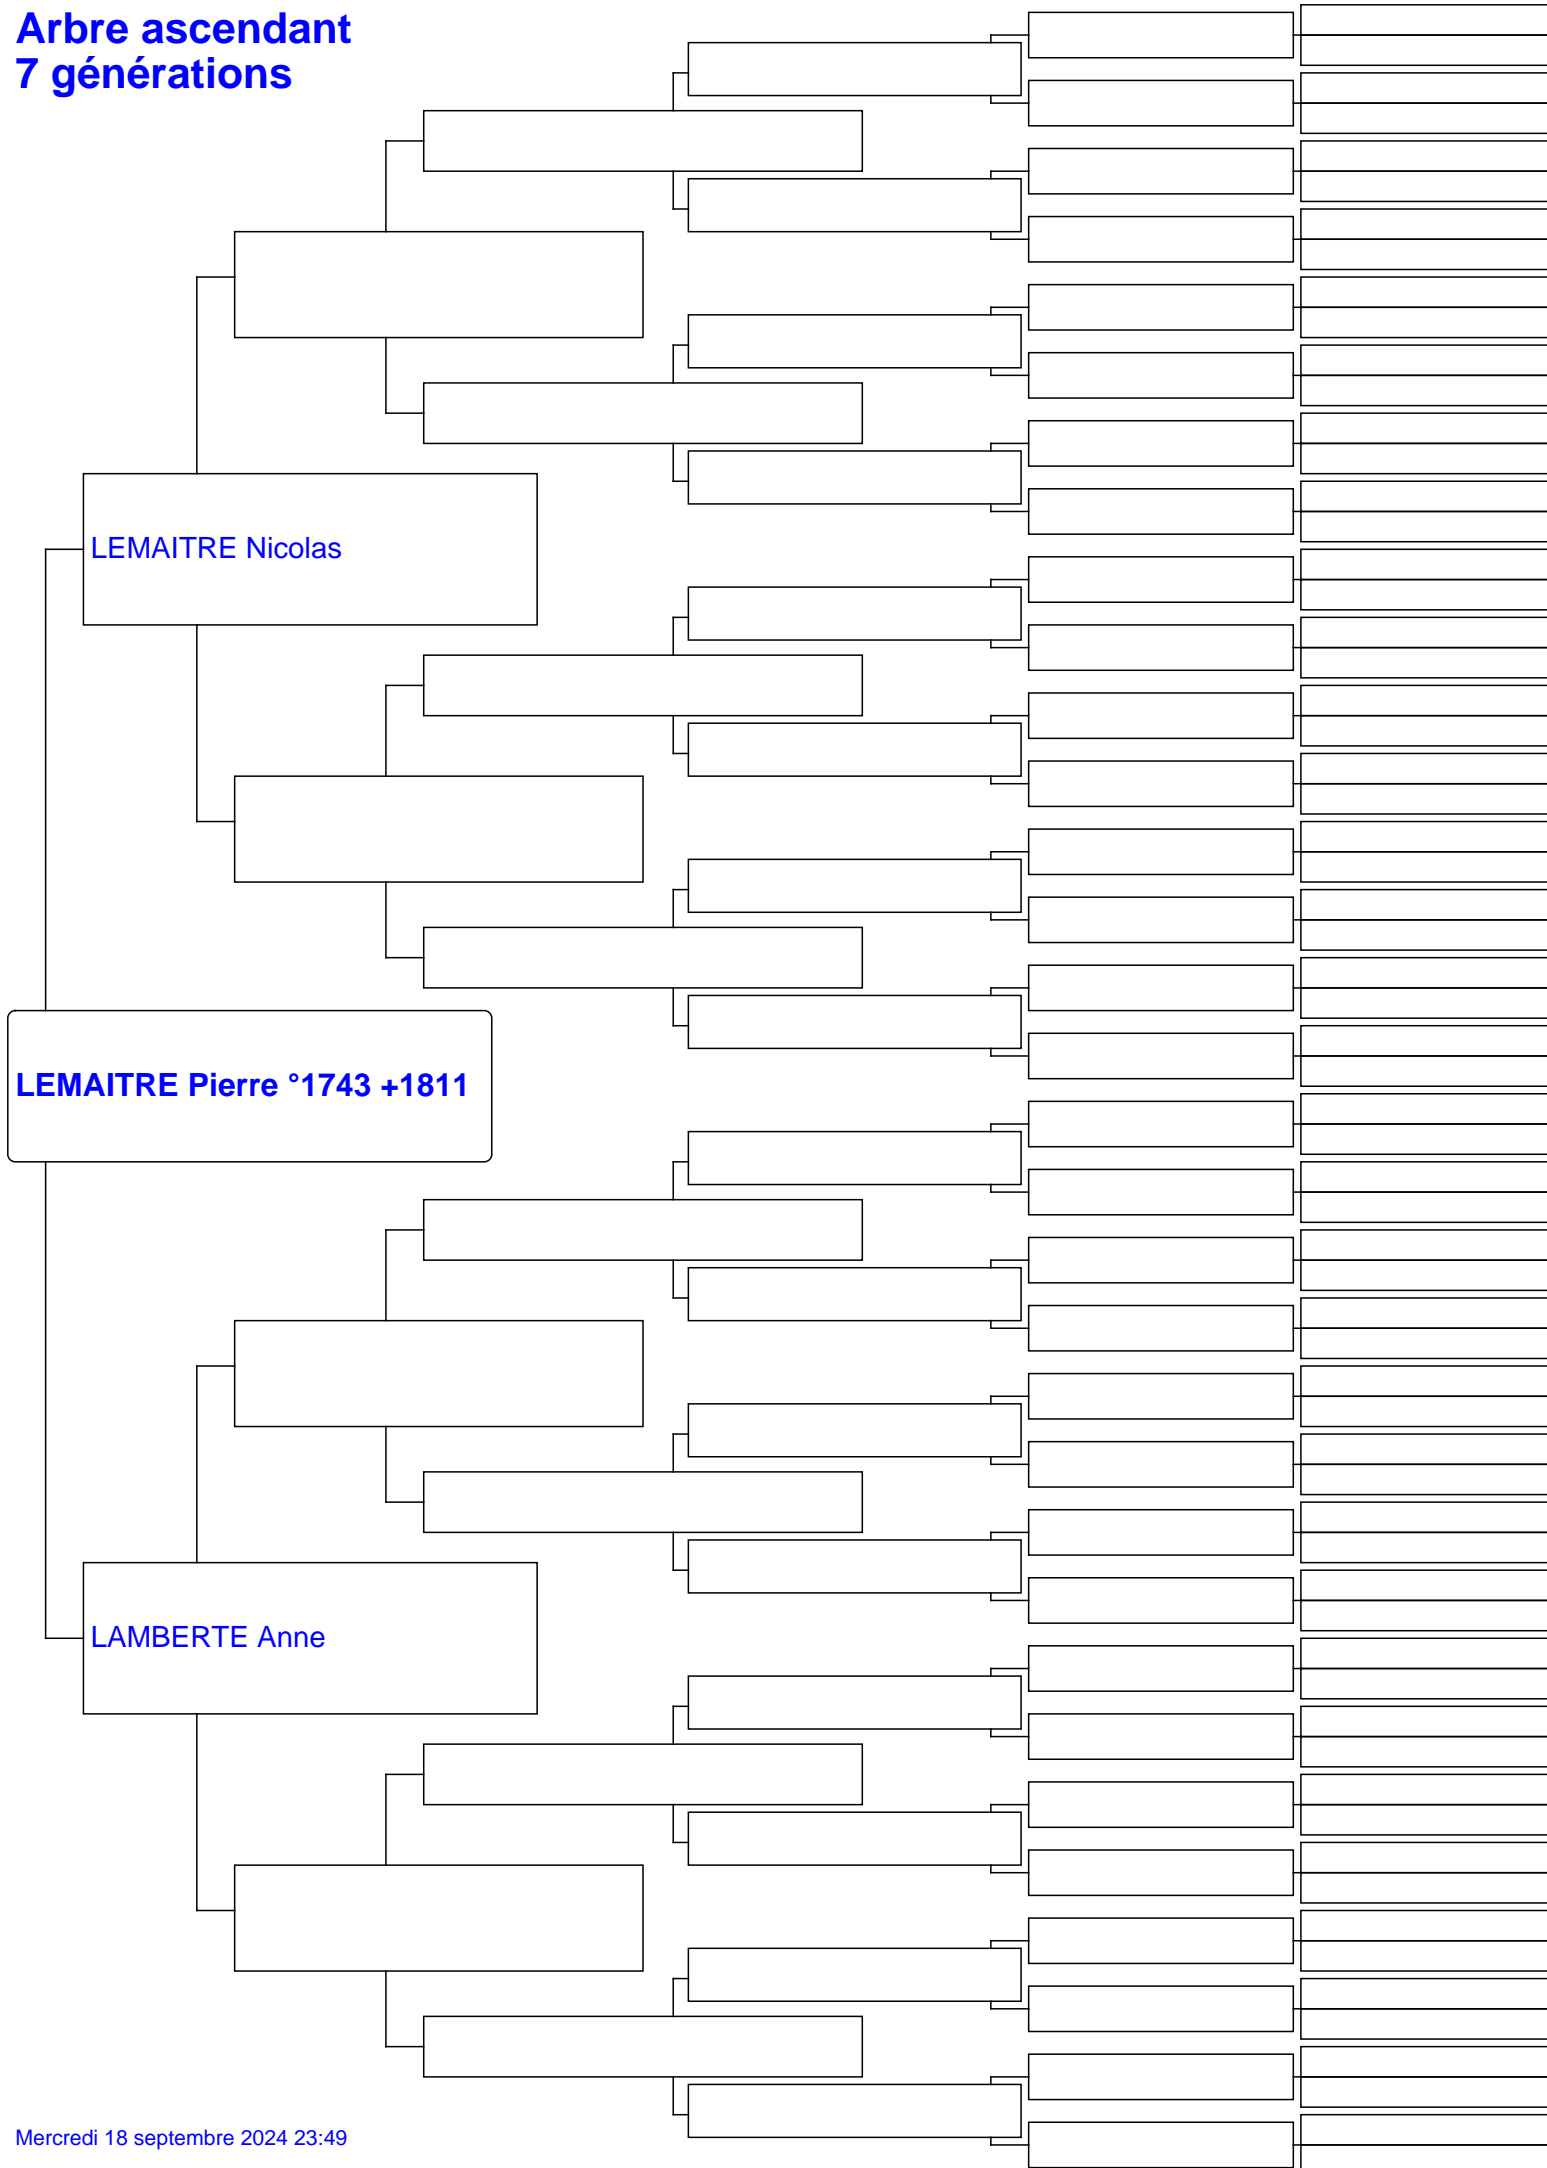 Arbre ascendant
7 générations
LEMAITRE Nicolas
LEMAITRE Pierre °1743 +1811
LAMBERTE Anne
Mercredi 18 septembre 2024 23:49